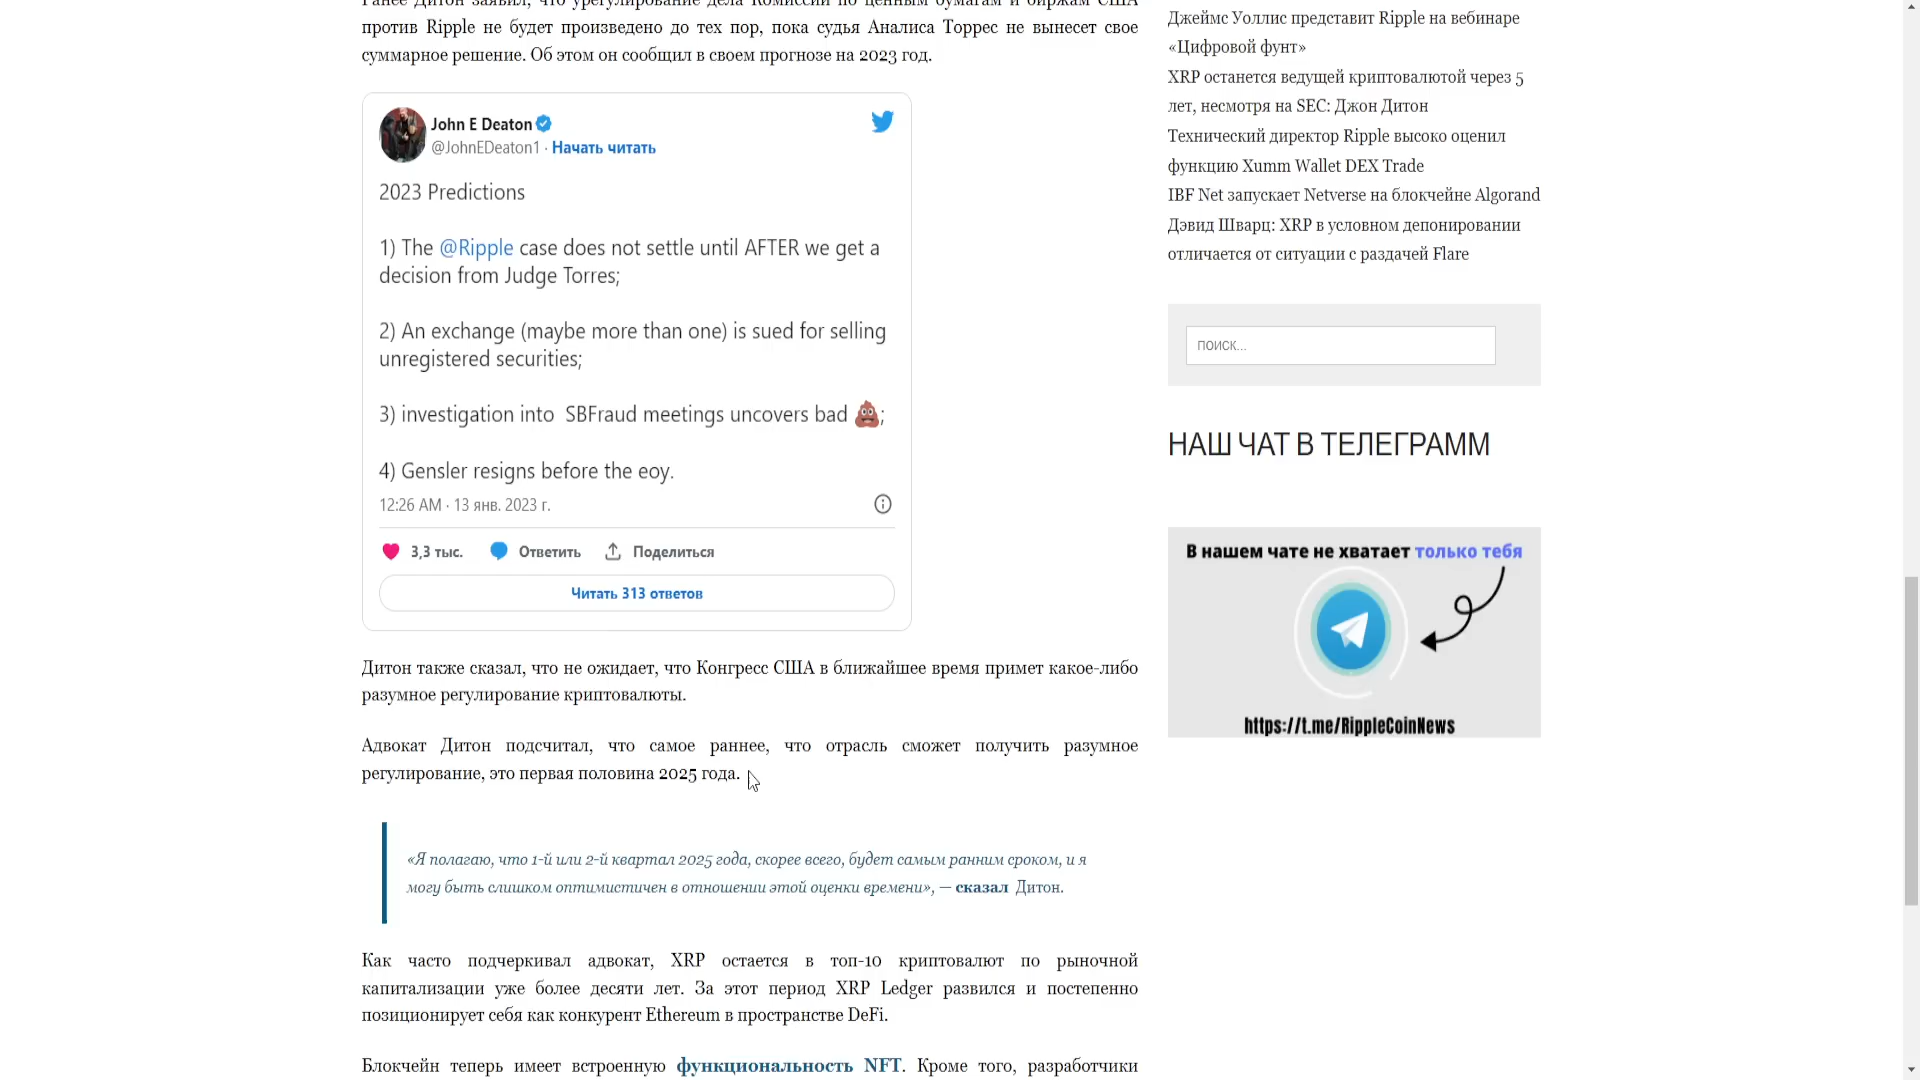 Ранее Дитон заявил, что урегулирование дела Комиссии по ценным бумагам и биржам США
против Ripple не будет произведено до тех пор, пока судья Аналиса Торрес не вынесет свое
суммарное решение. Об этом он сообщил в своем прогнозе на 2023 год.
John E Deaton
@JohnEDeaton1 · Начать читать
2023 Predictions
1) The @Ripple case does not settle until AFTER we get a
decision from Judge Torres;
2) An exchange (maybe more than one) is sued for selling
unregistered securities;
3) investigation into SBFraud meetings uncovers bad 💩;
4) Gensler resigns before the eoy.
12:26 AM · 13 янв. 2023 г.
3,3 тыс. Ответить Поделиться
Читать 313 ответов
Дитон также сказал, что не ожидает, что Конгресс США в ближайшее время примет какое-либо
разумное регулирование криптовалюты.
Адвокат Дитон подсчитал, что самое раннее, что отрасль сможет получить разумное
регулирование, это первая половина 2025 года.
«Я полагаю, что 1-й или 2-й квартал 2025 года, скорее всего, будет самым ранним сроком, и я
могу быть слишком оптимистичен в отношении этой оценки времени», — сказал Дитон.
Как часто подчеркивал адвокат, XRP остается в топ-10 криптовалют по рыночной
капитализации уже более десяти лет. За этот период XRP Ledger развился и постепенно
позиционирует себя как конкурент Ethereum в пространстве DeFi.
Блокчейн теперь имеет встроенную функциональность NFT. Кроме того, разработчики
Джеймс Уоллис представит Ripple на вебинаре
«Цифровой фунт»
XRP останется ведущей криптовалютой через 5
лет, несмотря на SEC: Джон Дитон
Технический директор Ripple высоко оценил
функцию Xumm Wallet DEX Trade
IBF Net запускает Netverse на блокчейне Algorand
Дэвид Шварц: XRP в условном депонировании
отличается от ситуации с раздачей Flare
поиск...
НАШ ЧАТ В ТЕЛЕГРАММ
В нашем чате не хватает только тебя
https://t.me/RippleCoinNews